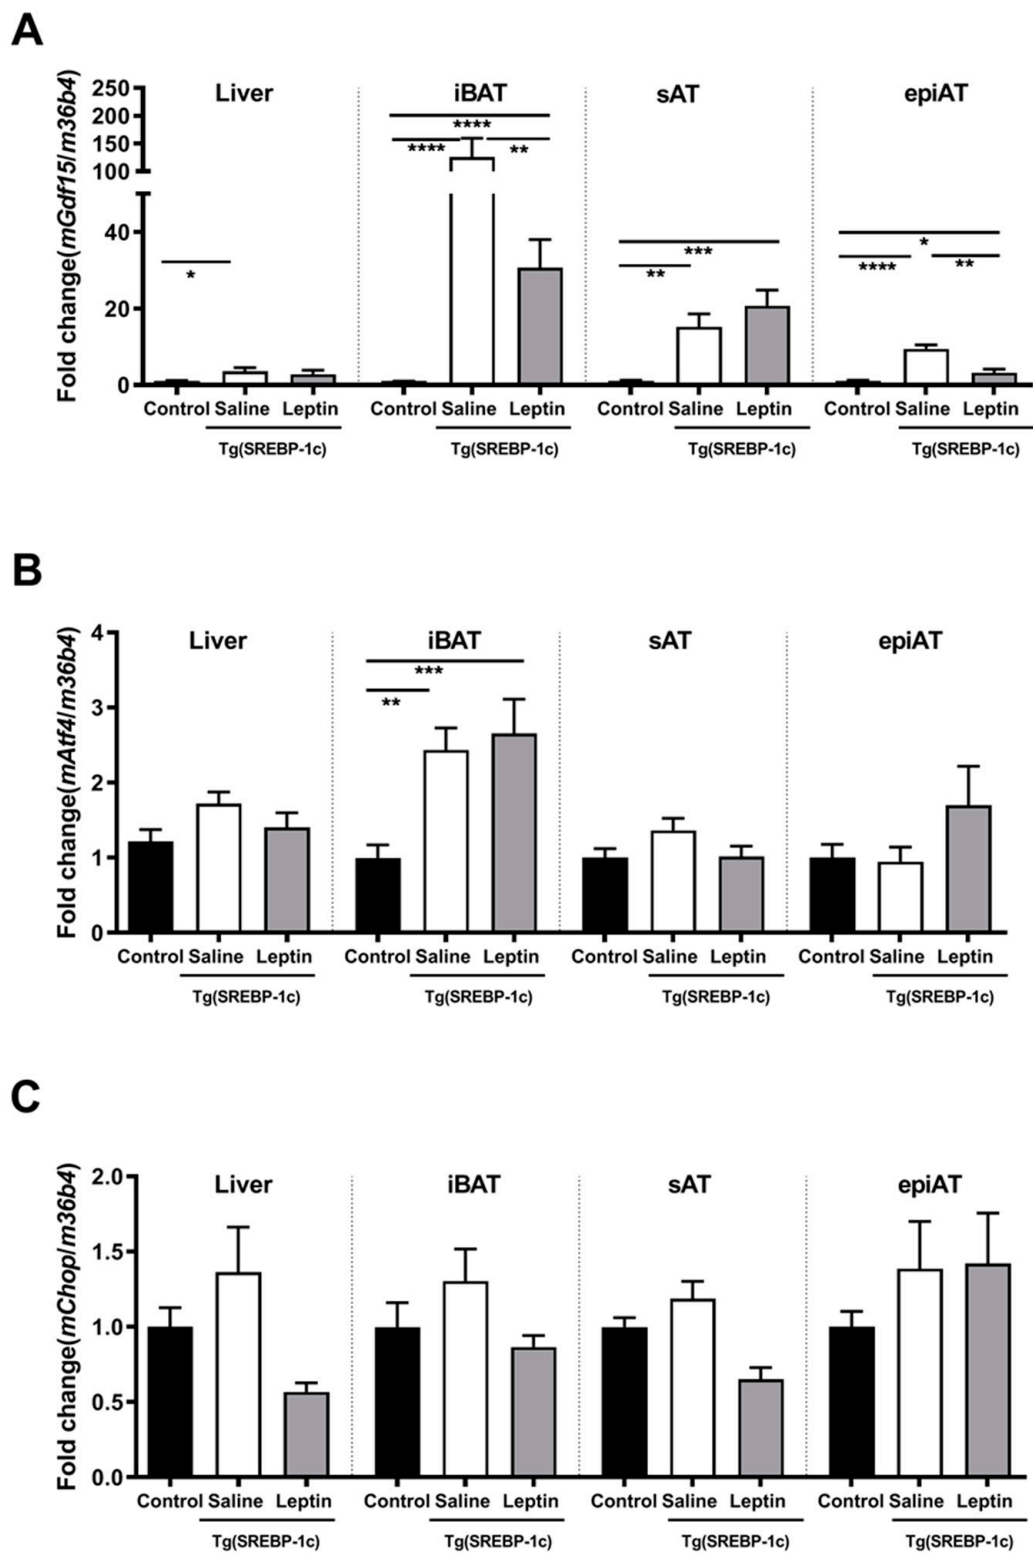 A
Fold change(mGdf15/m36b4)
250
200
150
100
40
20
0
Liver
iBAT
sAT
epiAT
*
****
****
**
***
**
*
****
**
Control Saline Leptin
Tg(SREBP-1c)
Control Saline Leptin
Tg(SREBP-1c)
Control Saline Leptin
Tg(SREBP-1c)
Control Saline Leptin
Tg(SREBP-1c)
B
Fold change(mAtf4/m36b4)
4
3
2
1
0
Liver
iBAT
sAT
epiAT
***
**
Control Saline Leptin
Tg(SREBP-1c)
Control Saline Leptin
Tg(SREBP-1c)
Control Saline Leptin
Tg(SREBP-1c)
Control Saline Leptin
Tg(SREBP-1c)
C
Fold change(mChop/m36b4)
2.0
1.5
1.0
0.5
0.0
Liver
iBAT
sAT
epiAT
Control Saline Leptin
Tg(SREBP-1c)
Control Saline Leptin
Tg(SREBP-1c)
Control Saline Leptin
Tg(SREBP-1c)
Control Saline Leptin
Tg(SREBP-1c)